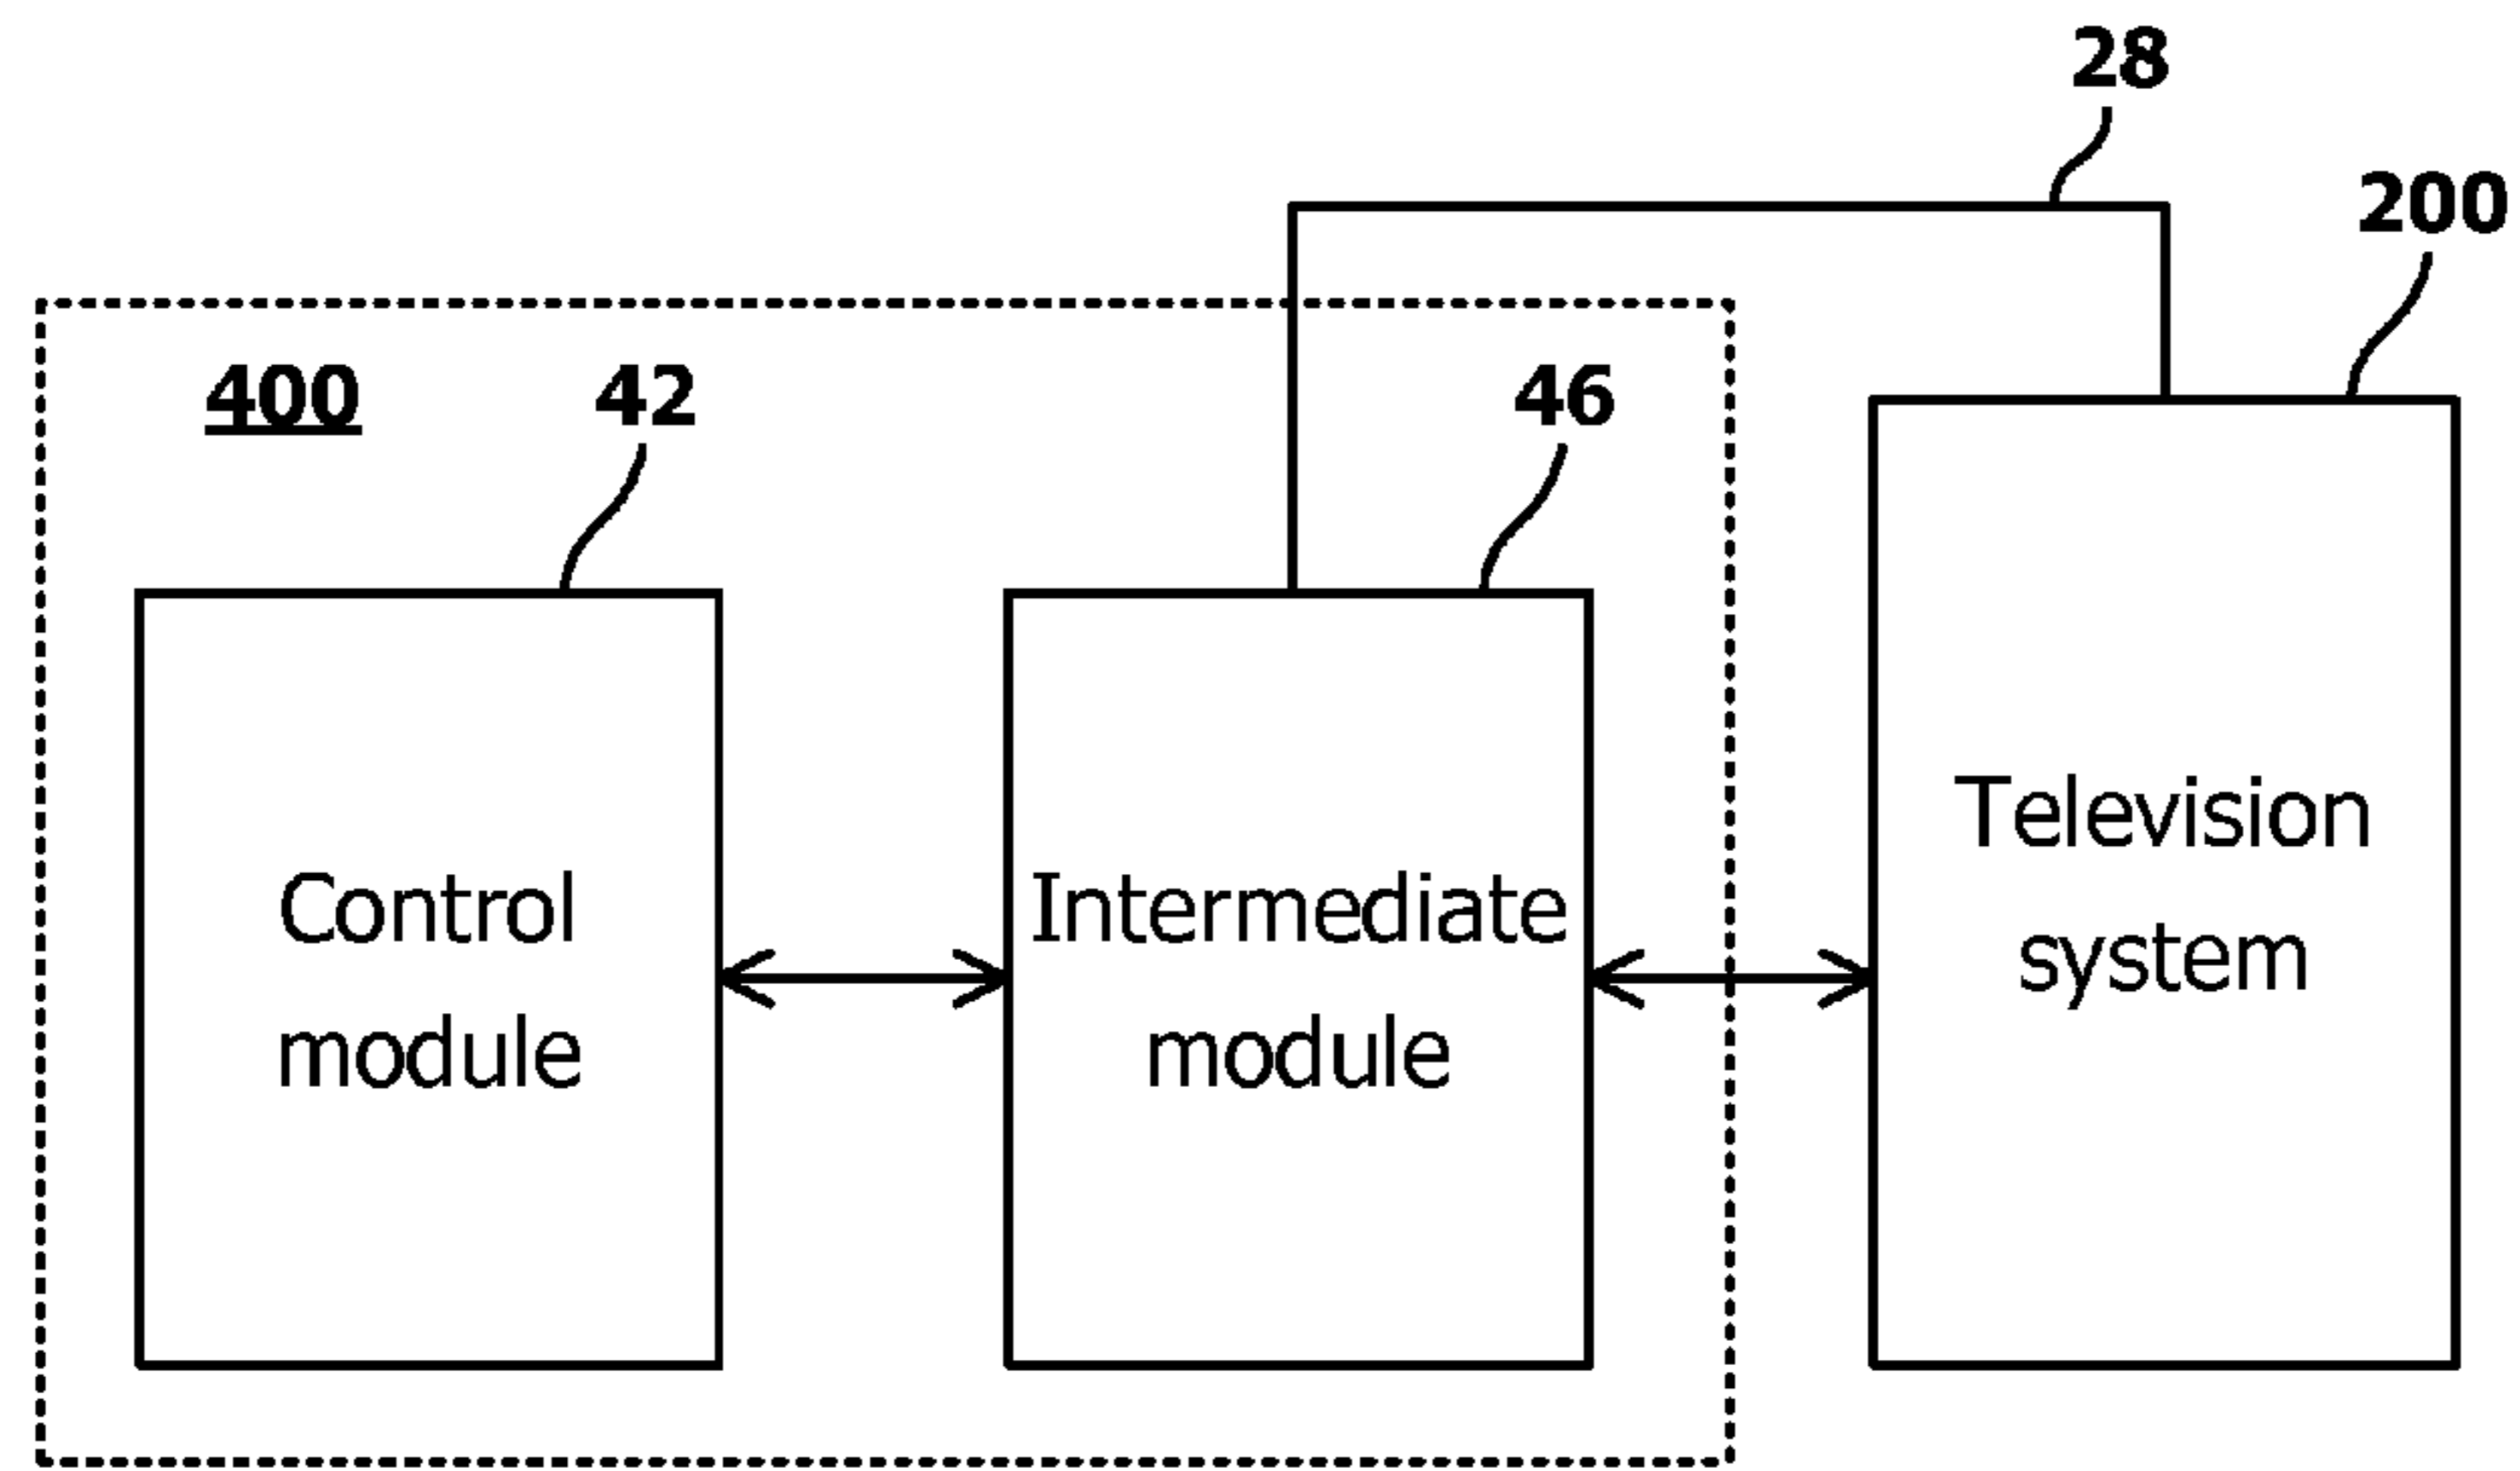 28
200
400
42
46
Control
module
Intermediate
module
Television
system